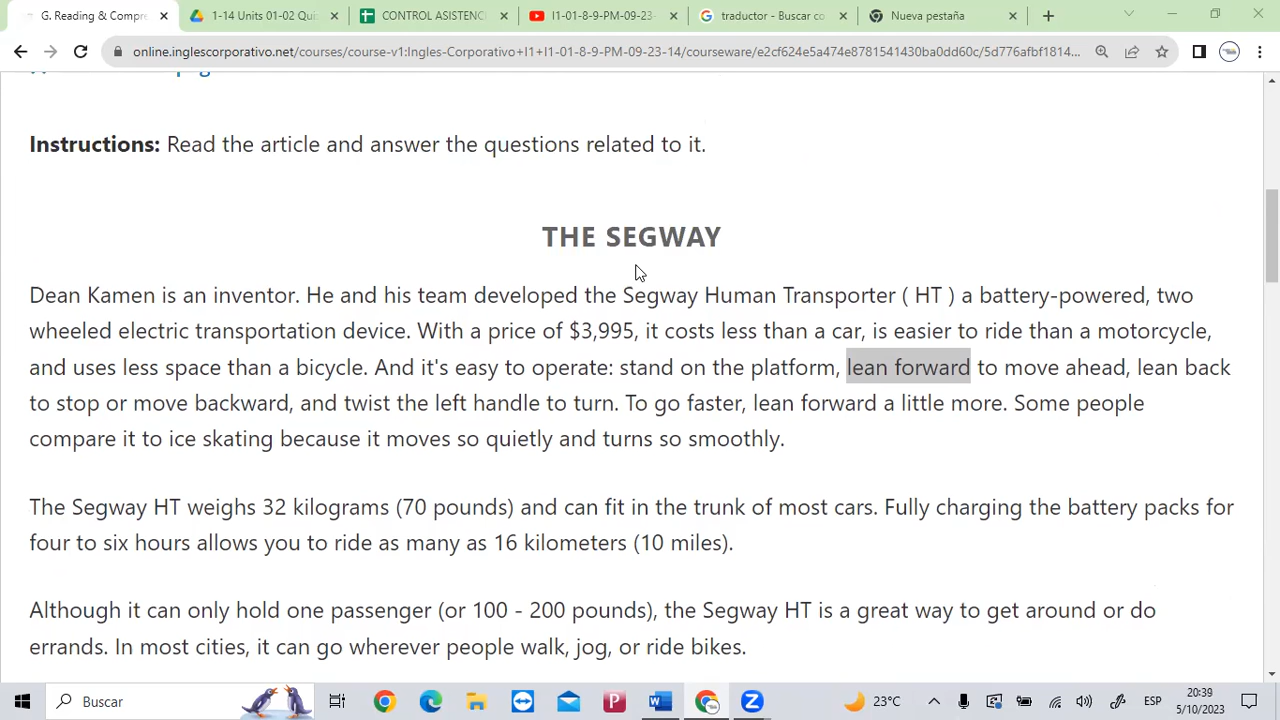 G. Reading & Compre
1-14 Units 01-02 Qui
CONTROL ASISTENC
I1-01-8-9-PM-09-23-
traductor - Buscar co
Nueva pestaña
online.inglescorporativo.net/courses/course-v1:Ingles-Corporativo+I1+I1-01-8-9-PM-09-23-14/courseware/e2cf624e5a474e8781541430ba0dd60c/5d776afbf1814...
Instructions: Read the article and answer the questions related to it.
THE SEGWAY
Dean Kamen is an inventor. He and his team developed the Segway Human Transporter ( HT ) a battery-powered, two
wheeled electric transportation device. With a price of $3,995, it costs less than a car, is easier to ride than a motorcycle,
and uses less space than a bicycle. And it's easy to operate: stand on the platform, lean forward to move ahead, lean back
to stop or move backward, and twist the left handle to turn. To go faster, lean forward a little more. Some people
compare it to ice skating because it moves so quietly and turns so smoothly.
The Segway HT weighs 32 kilograms (70 pounds) and can fit in the trunk of most cars. Fully charging the battery packs for
four to six hours allows you to ride as many as 16 kilometers (10 miles).
Although it can only hold one passenger (or 100 - 200 pounds), the Segway HT is a great way to get around or do
errands. In most cities, it can go wherever people walk, jog, or ride bikes.
Buscar
23°C
ESP
20:39
5/10/2023